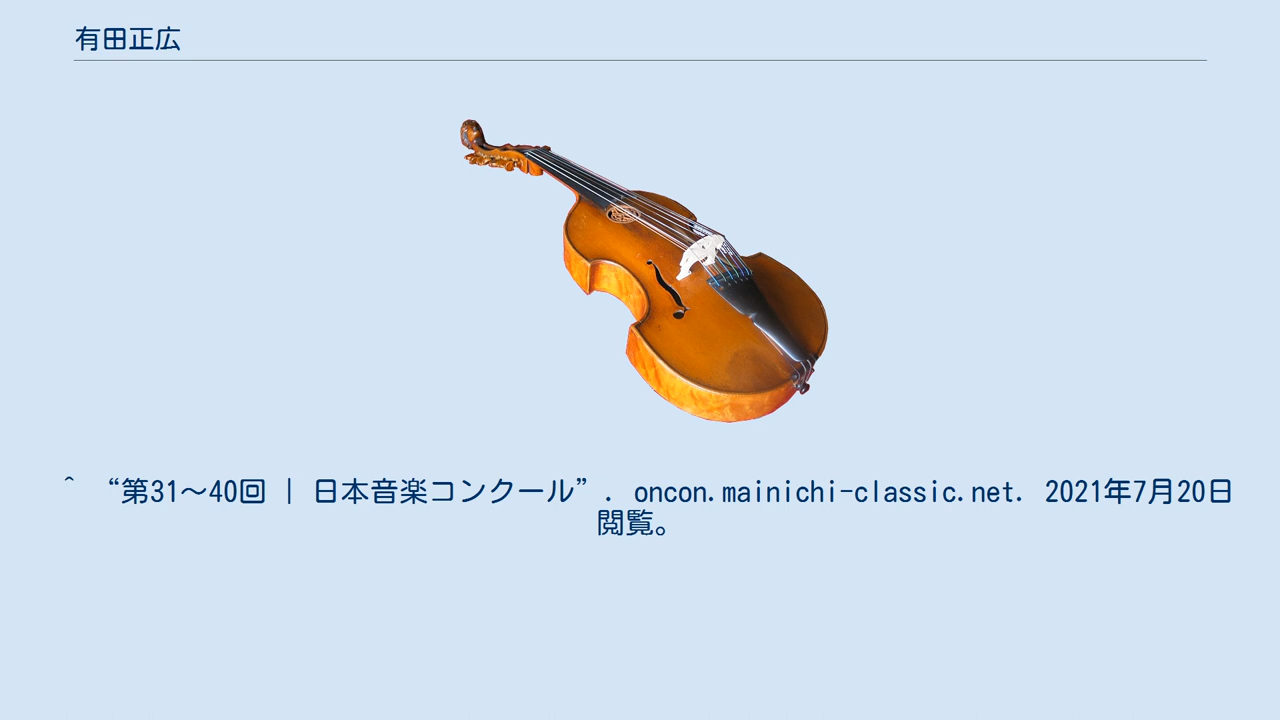 有田正広
^ “第31～40回 | 日本音楽コンクール”. oncon.mainichi-classic.net. 2021年7月20日
閲覧。